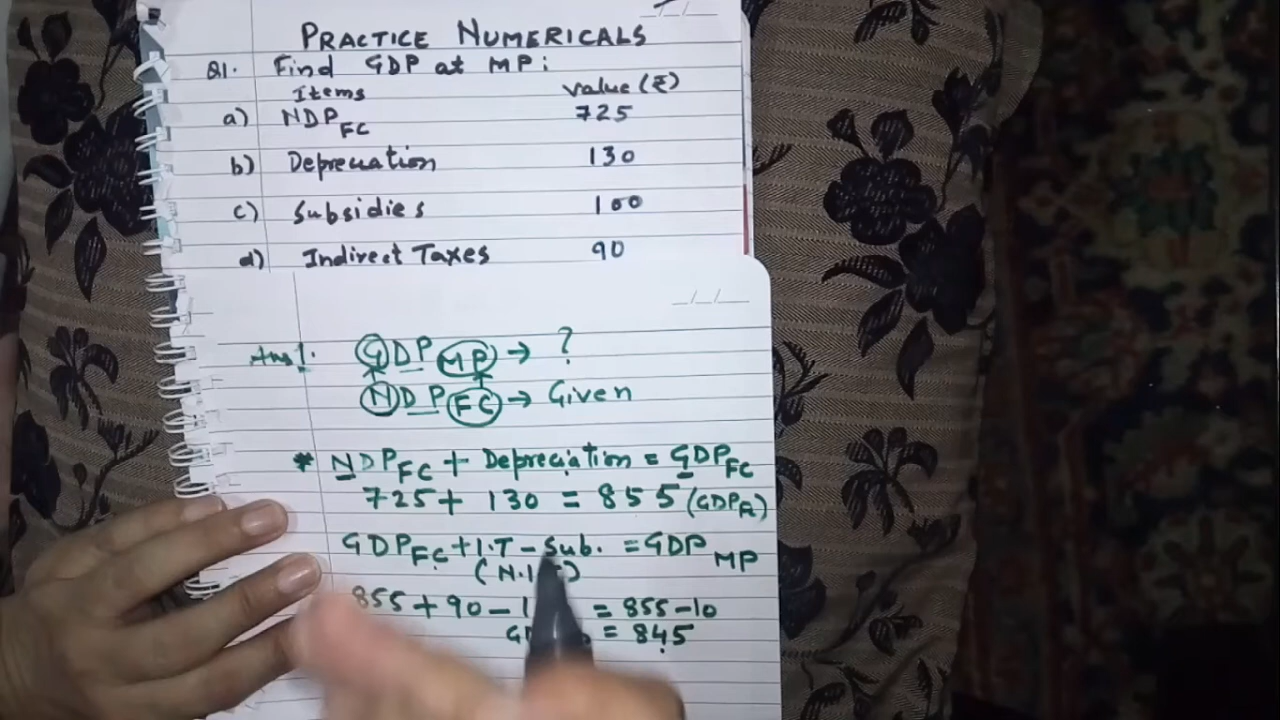 _/_/__
PRACTICE NUMERICALS
Q1. Find GDP at MP:
Items Value (₹)
a) NDP FC 725
b) Depreciation 130
c) Subsidies 100
d) Indirect Taxes 90
_/_/__
Ans 1. GDP MP → ?
NDP FC → Given
* NDP FC + Depreciation = GDP FC
725 + 130 = 855 (GDP
GDP FC + I.T - Sub. = GDP MP
855 + 90 - = 855 - 10
= 845